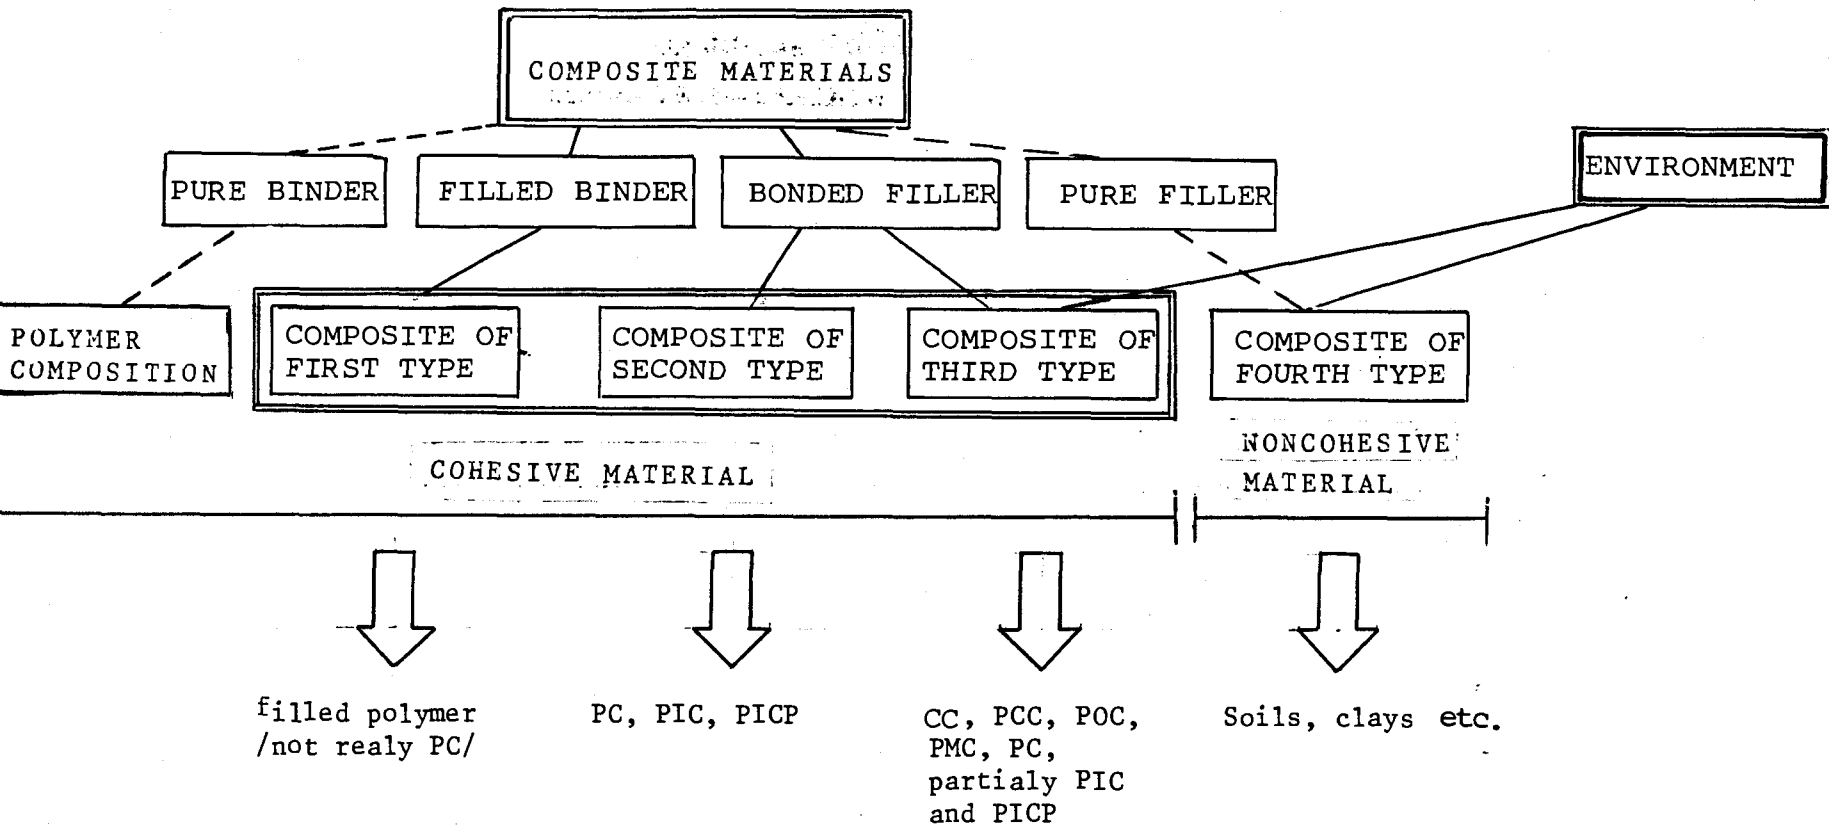 COMPOSITE MATERIALS
ENVIRONMENT
PURE BINDER
FILLED BINDER
BONDED FILLER
PURE FILLER
POLYMER
COMPOSITION
COMPOSITE OF
FIRST TYPE
COMPOSITE OF
SECOND TYPE
COMPOSITE OF
THIRD TYPE
COMPOSITE OF
FOURTH TYPE
COHESIVE MATERIAL
NONCOHESIVE
MATERIAL
filled polymer
/not realy PC/
PC, PIC, PICP
CC, PCC, POC,
PMC, PC,
partialy PIC
and PICP
Soils, clays etc.